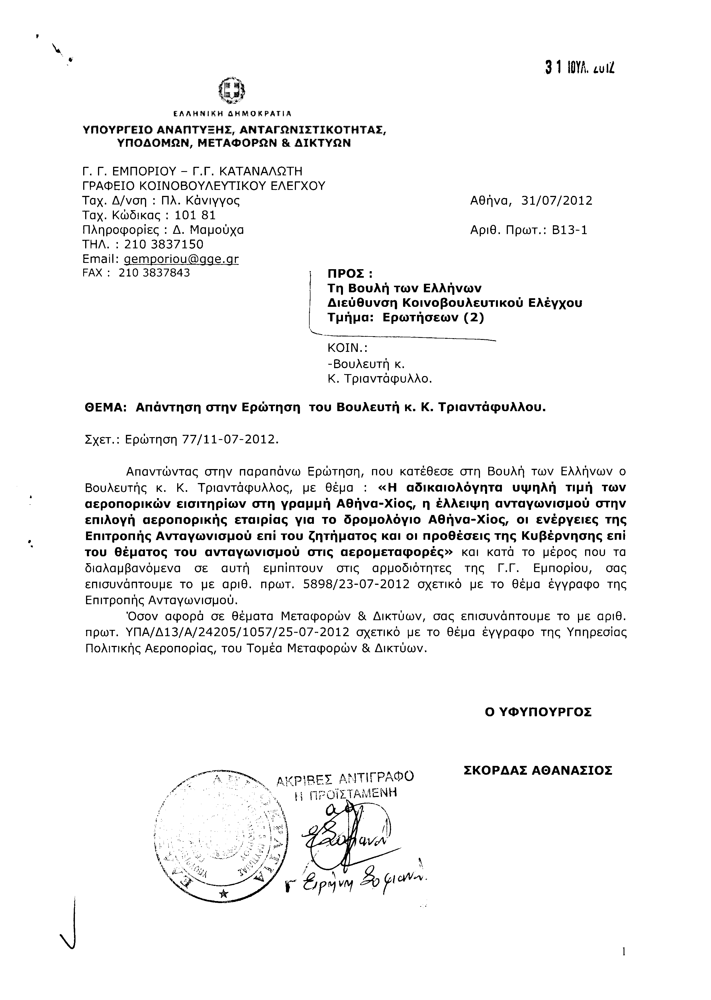 31 ΙΟΥΛ. 2012
ΕΛΛΗΝΙΚΗ ΔΗΜΟΚΡΑΤΙΑ
ΥΠΟΥΡΓΕΙΟ ΑΝΑΠΤΥΞΗΣ, ΑΝΤΑΓΩΝΙΣΤΙΚΟΤΗΤΑΣ,
ΥΠΟΔΟΜΩΝ, ΜΕΤΑΦΟΡΩΝ & ΔΙΚΤΥΩΝ
Γ. Γ. ΕΜΠΟΡΙΟΥ – Γ.Γ. ΚΑΤΑΝΑΛΩΤΗ
ΓΡΑΦΕΙΟ ΚΟΙΝΟΒΟΥΛΕΥΤΙΚΟΥ ΕΛΕΓΧΟΥ
Ταχ. Δ/νση : Πλ. Κάνιγγος
Ταχ. Κώδικας : 101 81
Πληροφορίες : Δ. Μαμούχα
ΤΗΛ. : 210 3837150
Email: gemporiou@gge.gr
FAX : 210 3837843
Αθήνα, 31/07/2012
Αριθ. Πρωτ.: Β13-1
ΠΡΟΣ :
Τη Βουλή των Ελλήνων
Διεύθυνση Κοινοβουλευτικού Ελέγχου
Τμήμα: Ερωτήσεων (2)
ΚΟΙΝ.:
-Βουλευτή κ.
Κ. Τριαντάφυλλο.
ΘΕΜΑ: Απάντηση στην Ερώτηση του Βουλευτή κ. Κ. Τριαντάφυλλου.
Σχετ.: Ερώτηση 77/11-07-2012.
Απαντώντας στην παραπάνω Ερώτηση, που κατέθεσε στη Βουλή των Ελλήνων ο
Βουλευτής κ. Κ. Τριαντάφυλλος, με θέμα : «Η αδικαιολόγητα υψηλή τιμή των
αεροπορικών εισιτηρίων στη γραμμή Αθήνα-Χίος, η έλλειψη ανταγωνισμού στην
επιλογή αεροπορικής εταιρίας για το δρομολόγιο Αθήνα-Χίος, οι ενέργειες της
Επιτροπής Ανταγωνισμού επί του ζητήματος και οι προθέσεις της Κυβέρνησης επί
του θέματος του ανταγωνισμού στις αερομεταφορές» και κατά το μέρος που τα
διαλαμβανόμενα σε αυτή εμπίπτουν στις αρμοδιότητες της Γ.Γ. Εμπορίου, σας
επισυνάπτουμε το με αριθ. πρωτ. 5898/23-07-2012 σχετικό με το θέμα έγγραφο της
Επιτροπής Ανταγωνισμού.
Όσον αφορά σε θέματα Μεταφορών & Δικτύων, σας επισυνάπτουμε το με αριθ.
πρωτ. ΥΠΑ/Δ13/Α/24205/1057/25-07-2012 σχετικό με το θέμα έγγραφο της Υπηρεσίας
Πολιτικής Αεροπορίας, του Τομέα Μεταφορών & Δικτύων.
Ο ΥΦΥΠΟΥΡΓΟΣ
ΣΚΟΡΔΑΣ ΑΘΑΝΑΣΙΟΣ
ΑΚΡΙΒΕΣ ΑΝΤΙΓΡΑΦΟ
Η ΠΡΟΪΣΤΑΜΕΝΗ
Ειρήνη Σοφιανή.
1